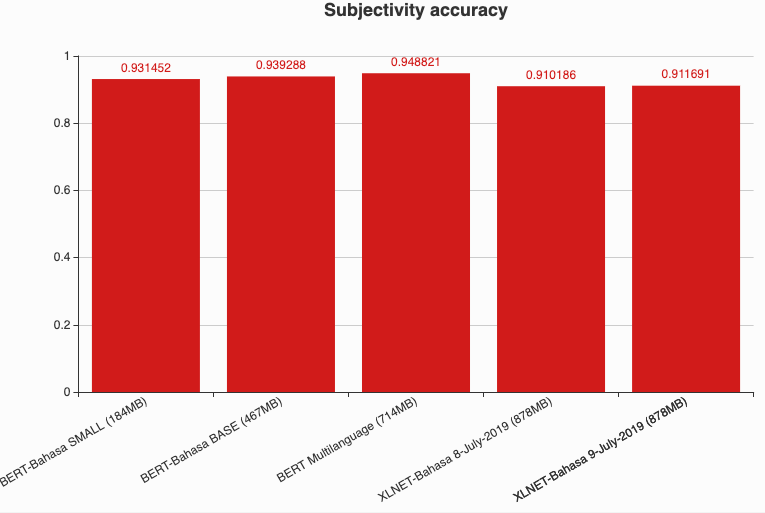 Subjectivity accuracy
1
0.8
0.6
0.4
0.2
0
0.931452
0.939288
0.948821
0.910186
0.911691
BERT-Bahasa SMALL (184MB)
BERT-Bahasa BASE (467MB)
BERT Multilanguage (714MB)
XLNET-Bahasa 8-July-2019 (878MB)
XLNET-Bahasa 9-July-2019 (878MB)